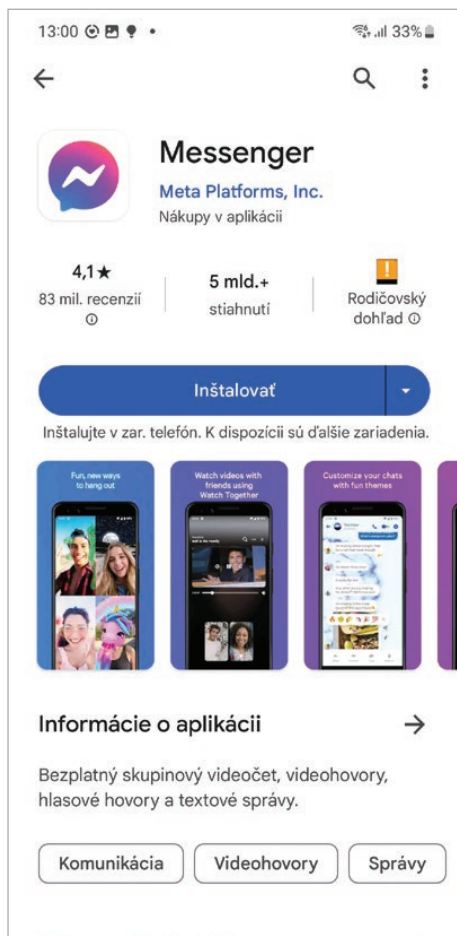 13:00
33%
Messenger
Meta Platforms, Inc.
Nákupy v aplikácii
4,1★
83 mil. recenzií
5 mld.+
stiahnutí
Rodičovský
dohľad
Inštalovať
Inštalujte v zar. telefón. K dispozícii sú ďalšie zariadenia.
Fun, new ways
to hang out
Watch videos with
friends using
Watch Together
Customize your chats
with fun themes
Informácie o aplikácii
Bezplatný skupinový videočet, videohovory,
hlasové hovory a textové správy.
Komunikácia
Videohovory
Správy